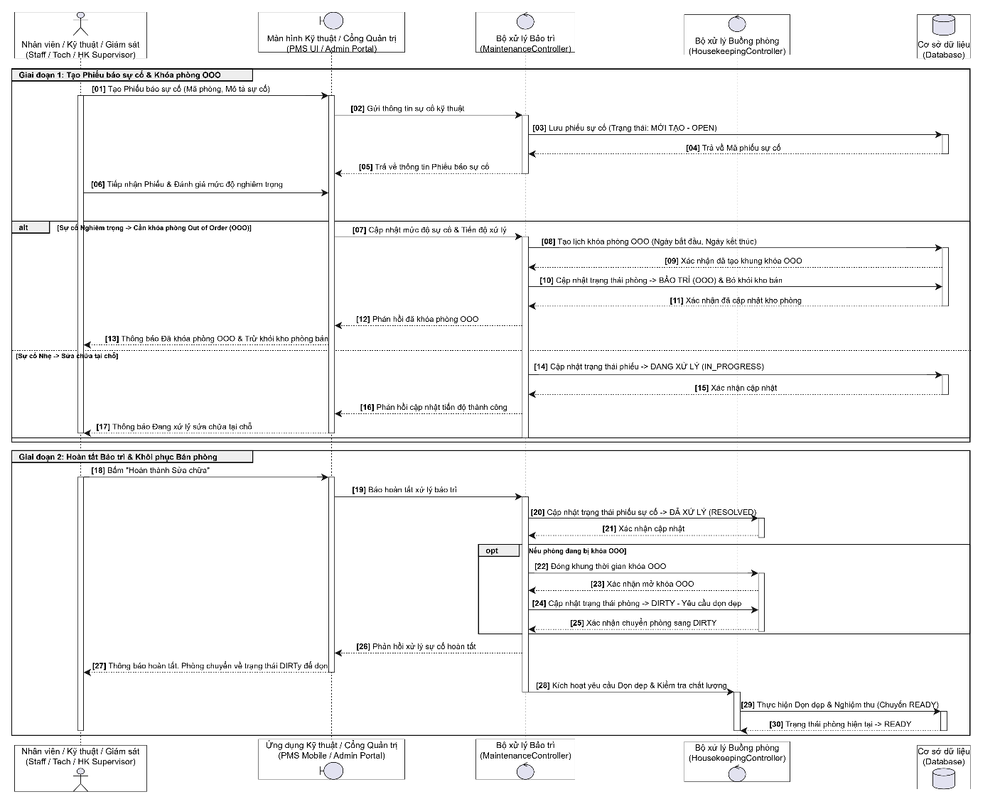 Nhân viên / Kỹ thuật / Giám sát
(Staff / Tech / HK Supervisor)
Màn hình Kỹ thuật / Cổng Quản trị
(PMS UI / Admin Portal)
Bộ xử lý Bảo trì
(MaintenanceController)
Bộ xử lý Buồng phòng
(HousekeepingController)
Cơ sở dữ liệu
(Database)
Giai đoạn 1: Tạo Phiếu báo sự cố & Khóa phòng OOO
[01] Tạo Phiếu báo sự cố (Mã phòng, Mô tả sự cố)
[02] Gửi thông tin sự cố kỹ thuật
[03] Lưu phiếu sự cố (Trạng thái: MỚI TẠO - OPEN)
[04] Trả về Mã phiếu sự cố
[05] Trả về thông tin Phiếu báo sự cố
[06] Tiếp nhận Phiếu & Đánh giá mức độ nghiêm trọng
alt
[Sự cố Nghiêm trọng -> Cần khóa phòng Out of Order (OOO)]
[07] Cập nhật mức độ sự cố & Tiến độ xử lý
[08] Tạo lịch khóa phòng OOO (Ngày bắt đầu, Ngày kết thúc)
[09] Xác nhận đã tạo khung khóa OOO
[10] Cập nhật trạng thái phòng -> BẢO TRÌ (OOO) & Bỏ khỏi kho bán
[11] Xác nhận đã cập nhật kho phòng
[12] Phản hồi đã khóa phòng OOO
[13] Thông báo Đã khóa phòng OOO & Trừ khỏi kho phòng bán
[Sự cố Nhẹ -> Sửa chữa tại chỗ]
[14] Cập nhật trạng thái phiếu -> ĐANG XỬ LÝ (IN_PROGRESS)
[15] Xác nhận cập nhật
[16] Phản hồi cập nhật tiến độ thành công
[17] Thông báo Đang xử lý sửa chữa tại chỗ
Giai đoạn 2: Hoàn tất Bảo trì & Khôi phục Bán phòng
[18] Bấm "Hoàn thành Sửa chữa"
[19] Báo hoàn tất xử lý bảo trì
[20] Cập nhật trạng thái phiếu sự cố -> ĐÃ XỬ LÝ (RESOLVED)
[21] Xác nhận cập nhật
opt
Nếu phòng đang bị khóa OOO]
[22] Đóng khung thời gian khóa OOO
[23] Xác nhận mở khóa OOO
[24] Cập nhật trạng thái phòng -> DIRTY - Yêu cầu dọn dẹp
[25] Xác nhận chuyển phòng sang DIRTY
[26] Phản hồi xử lý sự cố hoàn tất
[27] Thông báo hoàn tất. Phòng chuyển về trạng thái DIRTy để dọn
[28] Kích hoạt yêu cầu Dọn dẹp & Kiểm tra chất lượng
[29] Thực hiện Dọn dẹp & Nghiệm thu (Chuyển READY)
[30] Trạng thái phòng hiện tại -> READY
Nhân viên / Kỹ thuật / Giám sát
(Staff / Tech / HK Supervisor)
Ứng dụng Kỹ thuật / Cổng Quản trị
(PMS Mobile / Admin Portal)
Bộ xử lý Bảo trì
(MaintenanceController)
Bộ xử lý Buồng phòng
(HousekeepingController)
Cơ sở dữ liệu
(Database)